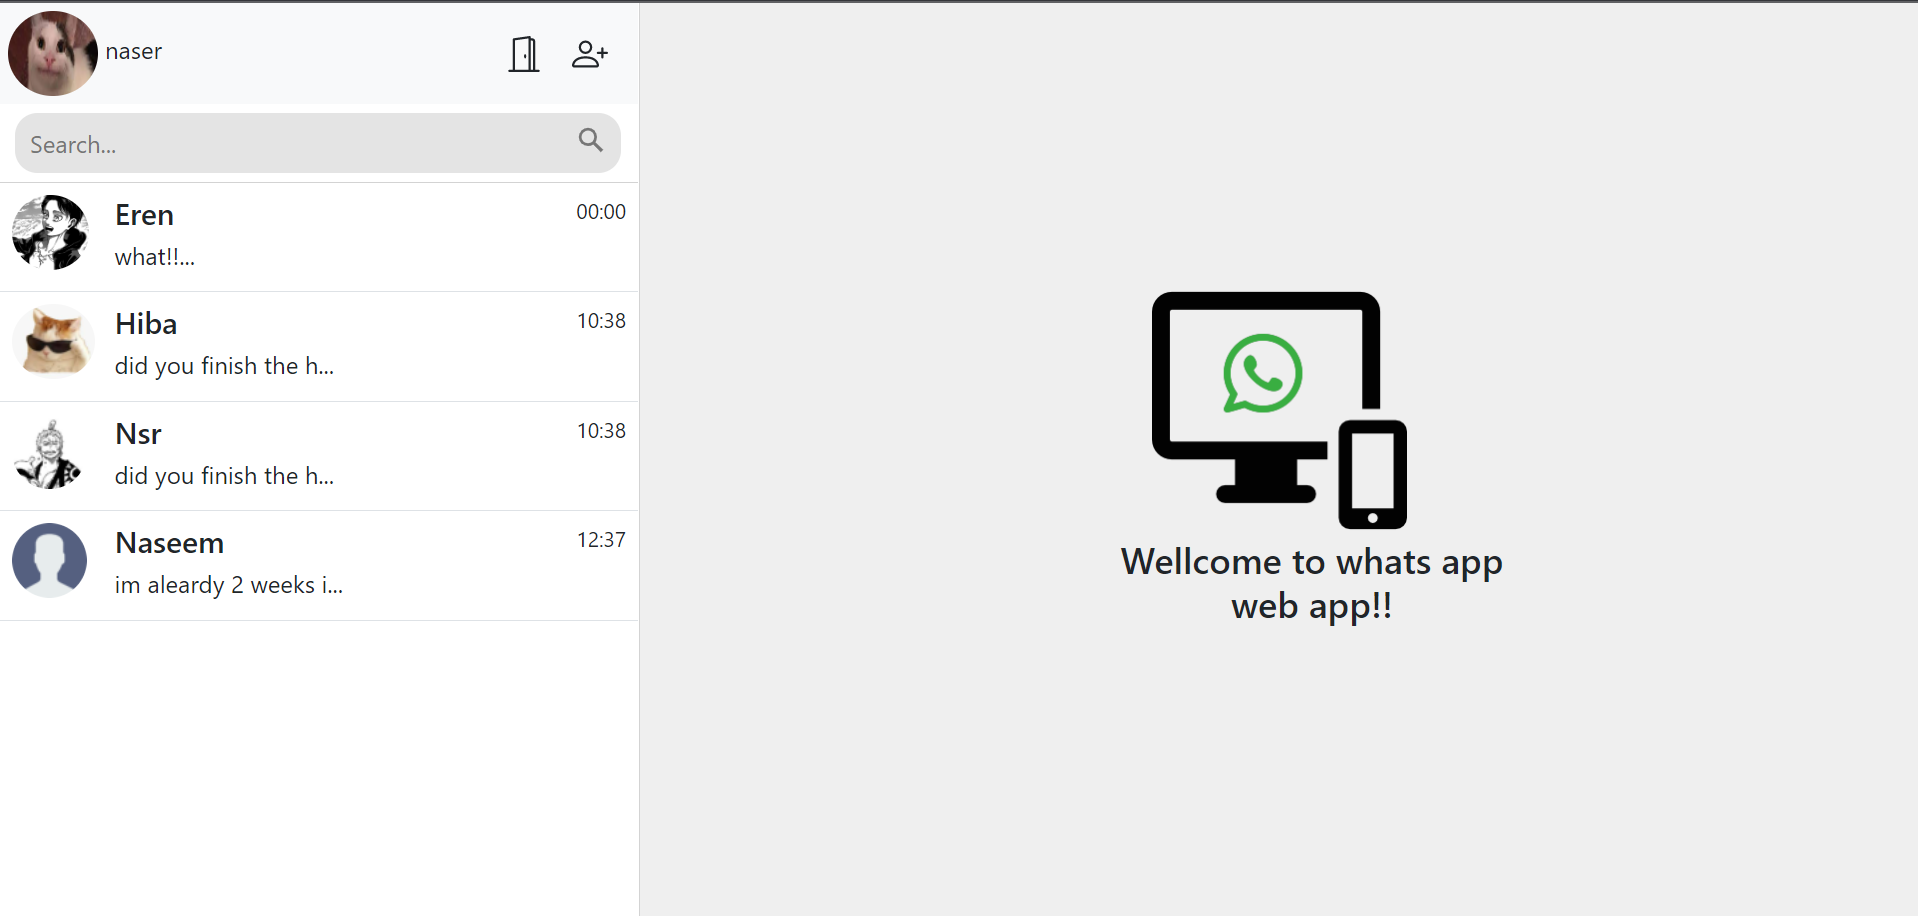 naser
Search...
Eren
00:00
what!!...
Hiba
10:38
did you finish the h...
Nsr
10:38
did you finish the h...
Naseem
12:37
im aleardy 2 weeks i...
Wellcome to whats app
web app!!